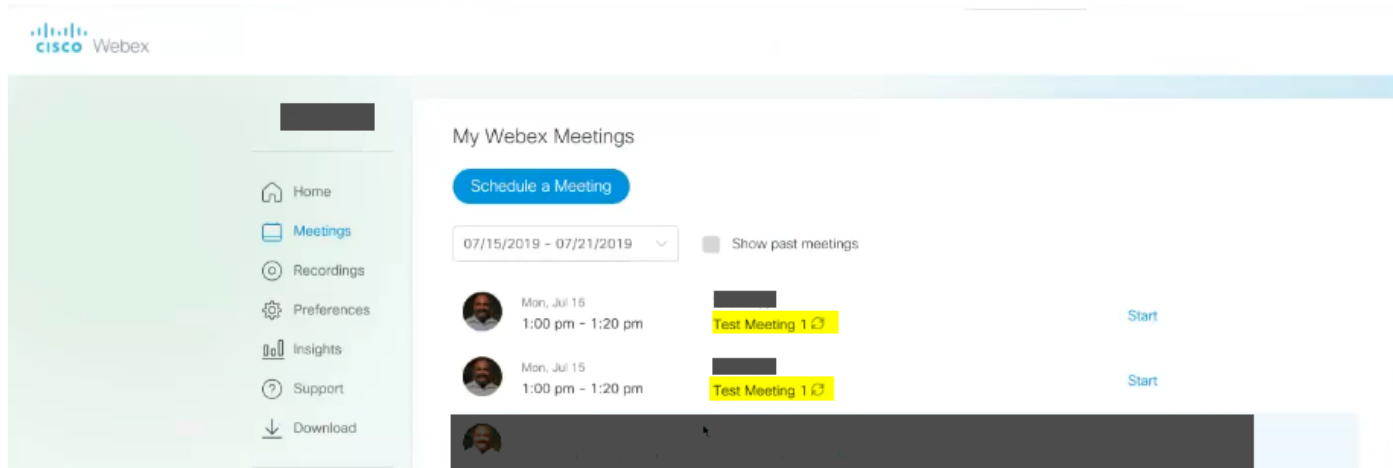 CISCO Webex
Home
Meetings
Recordings
Preferences
Insights
Support
Download
My Webex Meetings
Schedule a Meeting
07/15/2019 - 07/21/2019 Show past meetings
Mon, Jul 15
1:00 pm - 1:20 pm Test Meeting 1 Start
Mon, Jul 15
1:00 pm - 1:20 pm Test Meeting 1 Start